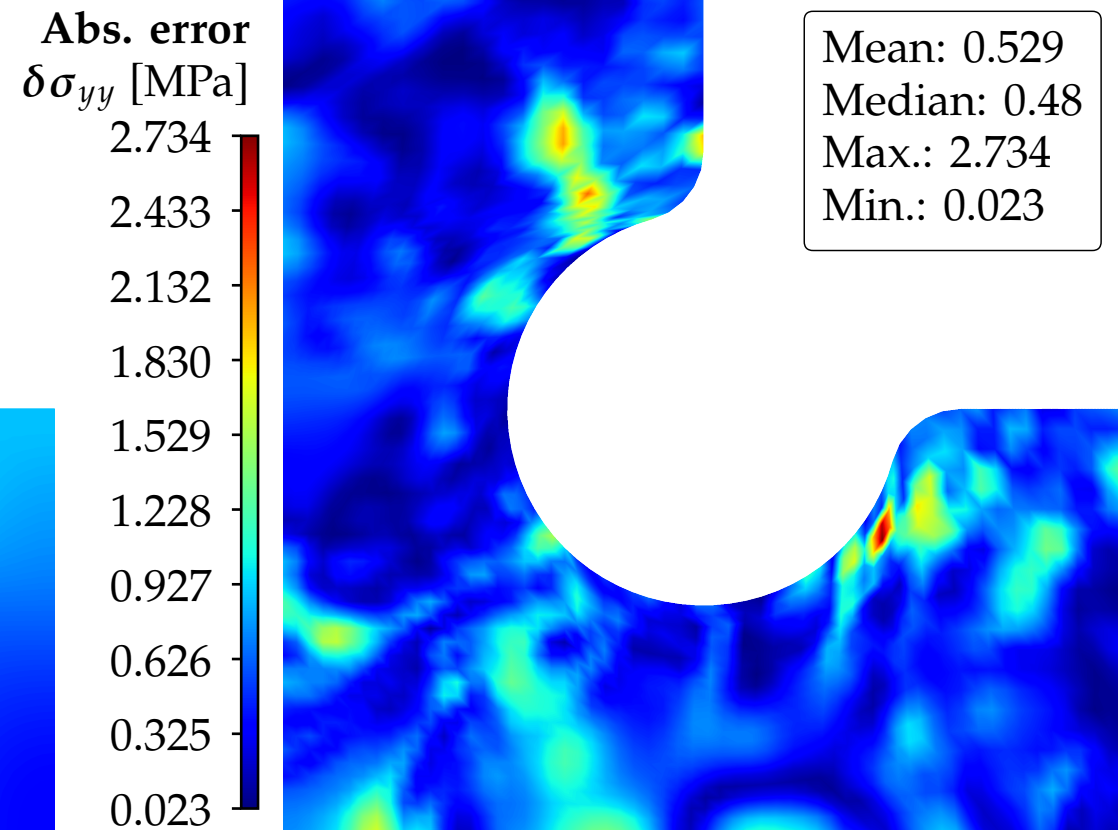 Abs. error
δσyy [MPa]
2.734
2.433
2.132
1.830
1.529
1.228
0.927
0.626
0.325
0.023
Mean: 0.529
Median: 0.48
Max.: 2.734
Min.: 0.023